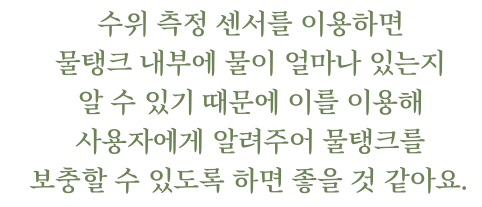 수위 측정 센서를 이용하면
물탱크 내부에 물이 얼마나 있는지
알 수 있기 때문에 이를 이용해
사용자에게 알려주어 물탱크를
보충할 수 있도록 하면 좋을 것 같아요.